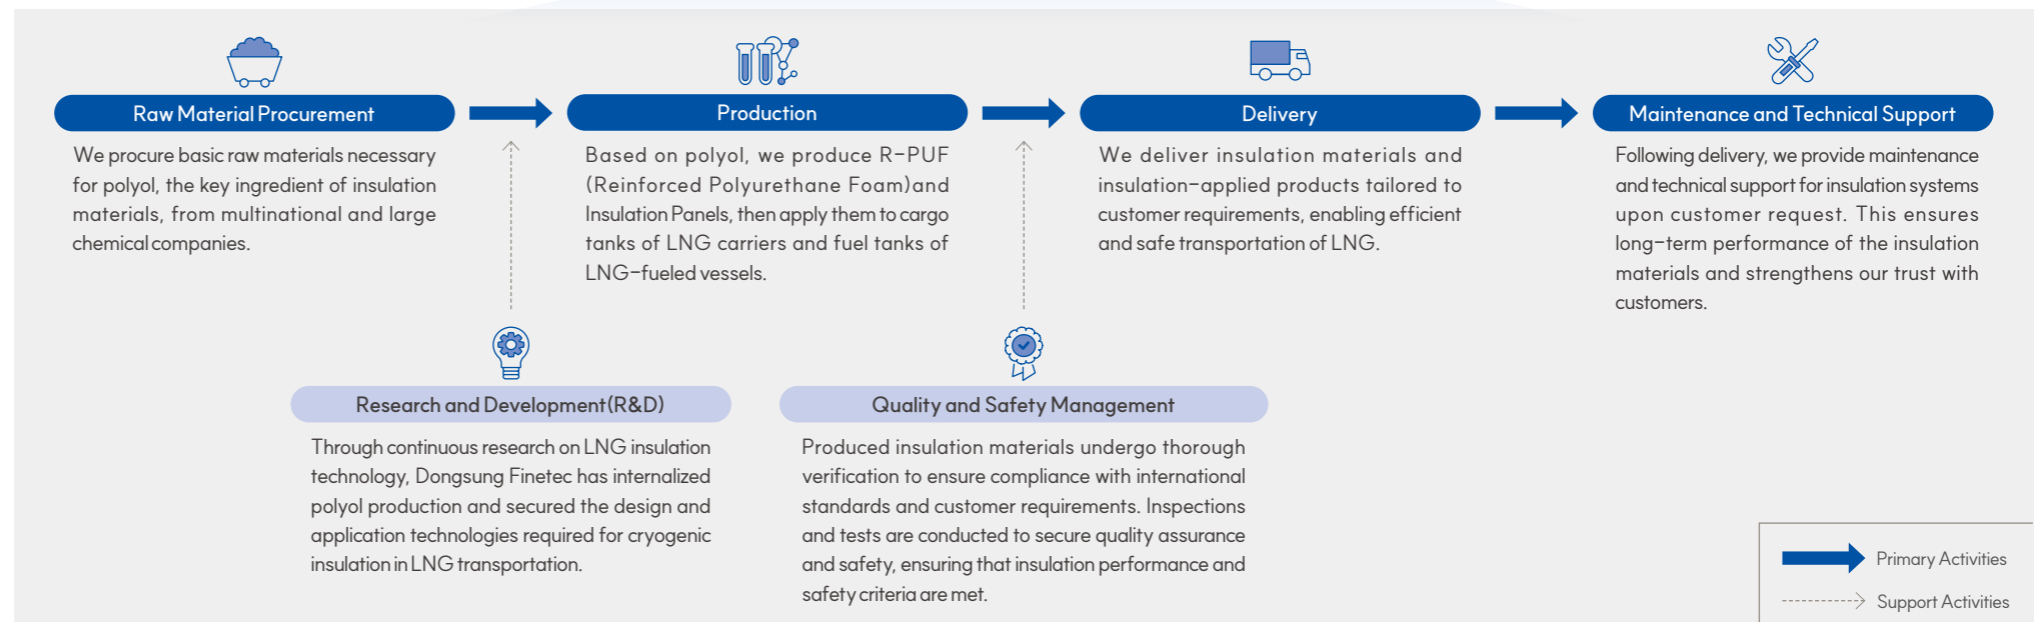 Raw Material Procurement
We procure basic raw materials necessary
for polyol, the key ingredient of insulation
materials, from multinational and large
chemical companies.
Production
Based on polyol, we produce R-PUF
(Reinforced Polyurethane Foam)and
Insulation Panels, then apply them to cargo
tanks of LNG carriers and fuel tanks of
LNG-fueled vessels.
Delivery
We deliver insulation materials and
insulation-applied products tailored to
customer requirements, enabling efficient
and safe transportation of LNG.
Maintenance and Technical Support
Following delivery, we provide maintenance
and technical support for insulation systems
upon customer request. This ensures
long-term performance of the insulation
materials and strengthens our trust with
customers.
Research and Development(R&D)
Through continuous research on LNG insulation
technology, Dongsung Finetec has internalized
polyol production and secured the design and
application technologies required for cryogenic
insulation in LNG transportation.
Quality and Safety Management
Produced insulation materials undergo thorough
verification to ensure compliance with international
standards and customer requirements. Inspections
and tests are conducted to secure quality assurance
and safety, ensuring that insulation performance and
safety criteria are met.
Primary Activities
Support Activities